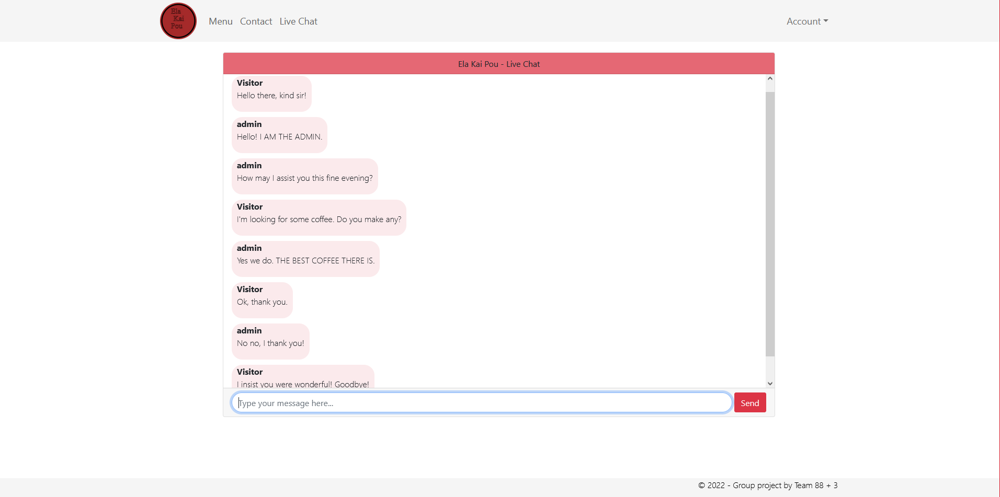 Ela
Kai
Pou
Menu Contact Live Chat
Account
Ela Kai Pou - Live Chat
Visitor
Hello there, kind sir!
admin
Hello! I AM THE ADMIN.
admin
How may I assist you this fine evening?
Visitor
I'm looking for some coffee. Do you make any?
admin
Yes we do. THE BEST COFFEE THERE IS.
Visitor
Ok, thank you.
admin
No no, I thank you!
Visitor
I insist you were wonderful! Goodbye!
Type your message here...
Send
© 2022 - Group project by Team 88 + 3